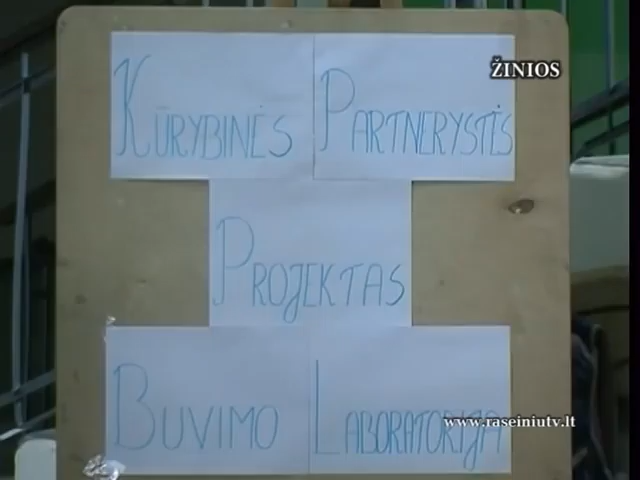 ŽINIOS
KŪRYBINĖS PARTNERYSTĖS
PROJEKTAS
BUVIMO LABORATORIJA
www.raseiniutv.lt